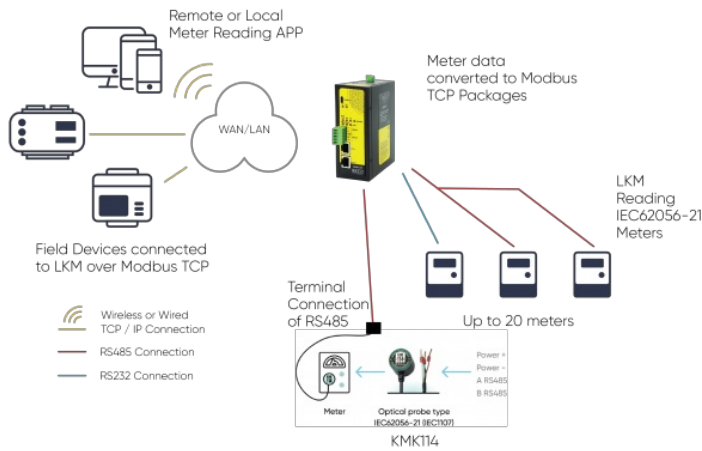 Remote or Local
Meter Reading APP
WAN/LAN
Meter data
converted to Modbus
TCP Packages
LKM
Reading
IEC62056-21
Meters
Field Devices connected
to LKM over Modbus TCP
Wireless or Wired
TCP / IP Connection
RS485 Connection
RS232 Connection
Terminal
Connection
of RS485
Up to 20 meters
Power +
Power -
A RS485
B RS485
Meter
Optical probe type
IEC62056-21 (IEC1107)
KMK114